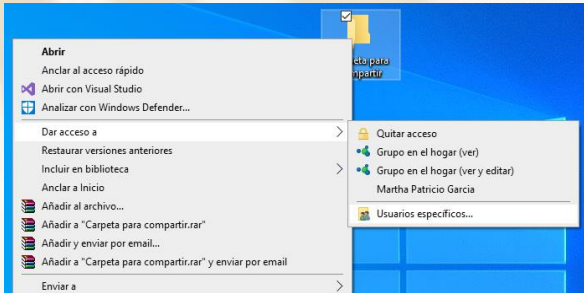 eta para
mpartir
Abrir
Anclar al acceso rápido
Abrir con Visual Studio
Analizar con Windows Defender...
Dar acceso a
Restaurar versiones anteriores
Incluir en biblioteca
Anclar a Inicio
Añadir al archivo...
Añadir a "Carpeta para compartir.rar"
Añadir y enviar por email...
Añadir a "Carpeta para compartir.rar" y enviar por email
Enviar a
Quitar acceso
Grupo en el hogar (ver)
Grupo en el hogar (ver y editar)
Martha Patricio Garcia
Usuarios específicos...